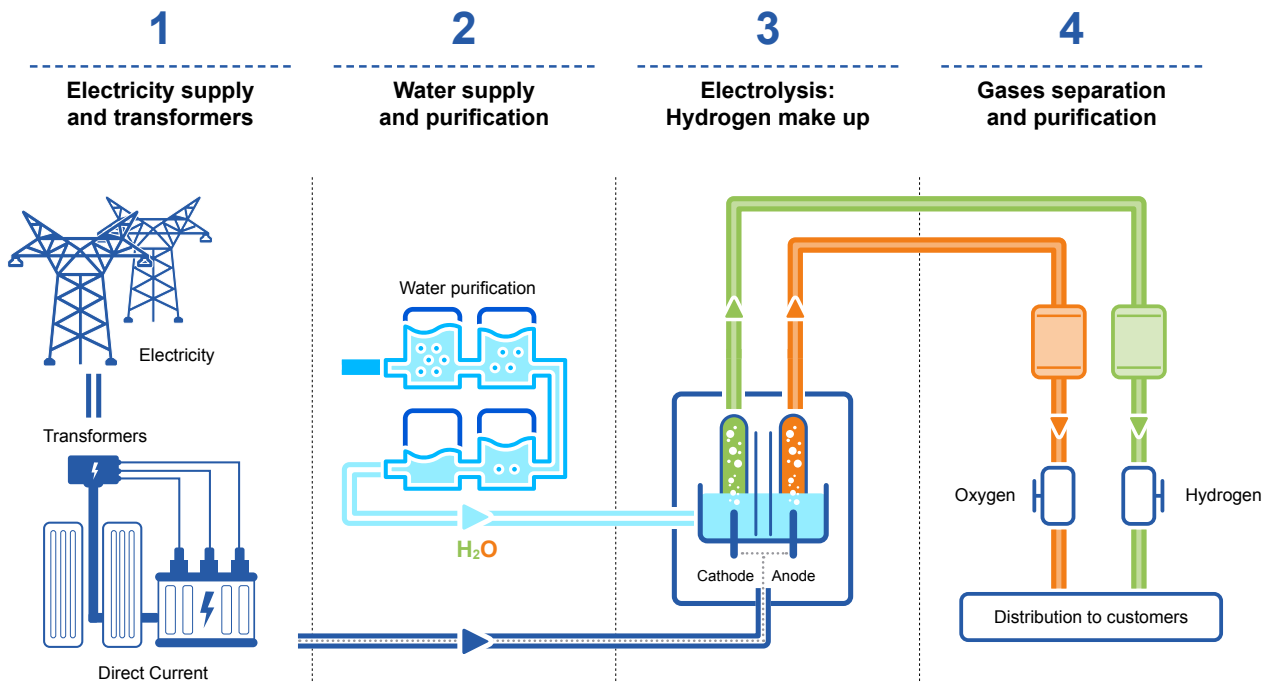 1
Electricity supply
and transformers
2
Water supply
and purification
3
Electrolysis:
Hydrogen make up
4
Gases separation
and purification
Electricity
Transformers
Direct Current
Water purification
H₂O
Cathode
Anode
Oxygen
Hydrogen
Distribution to customers